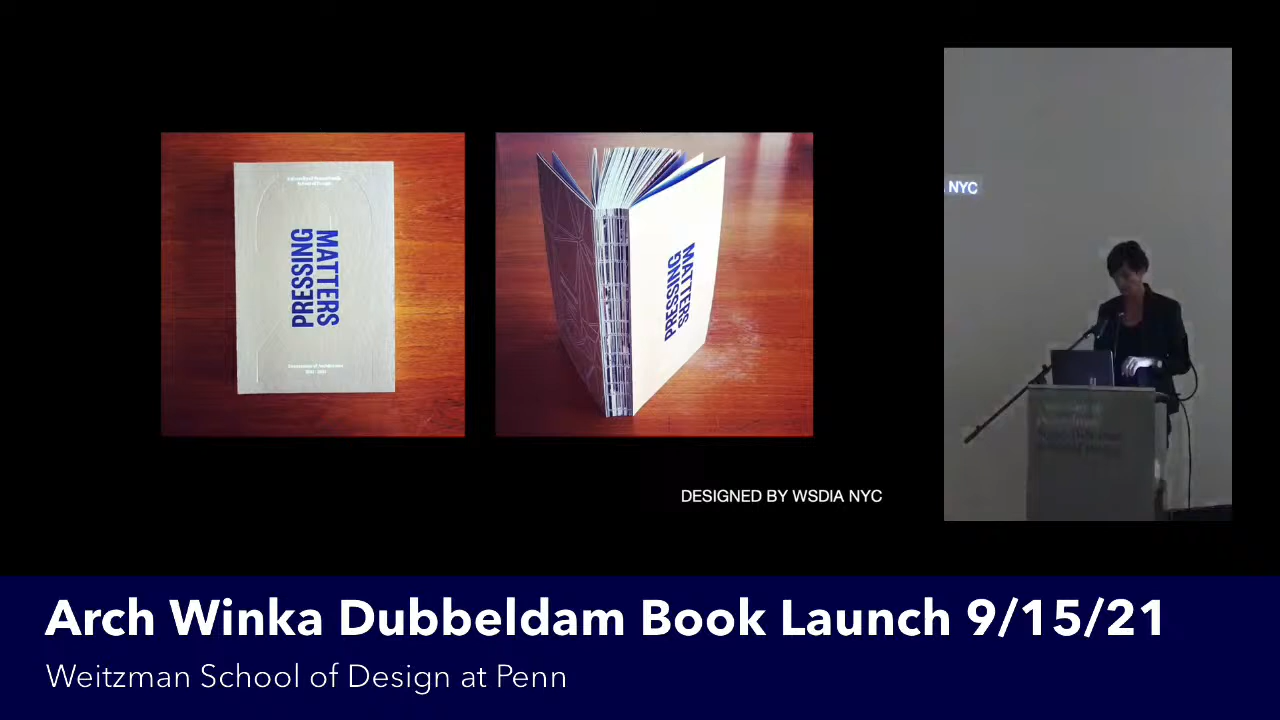 PRESSING
MATTERS
PRESSING
MATTERS
DESIGNED BY WSDIA NYC
NYC
Arch Winka Dubbeldam Book Launch 9/15/21
Weitzman School of Design at Penn